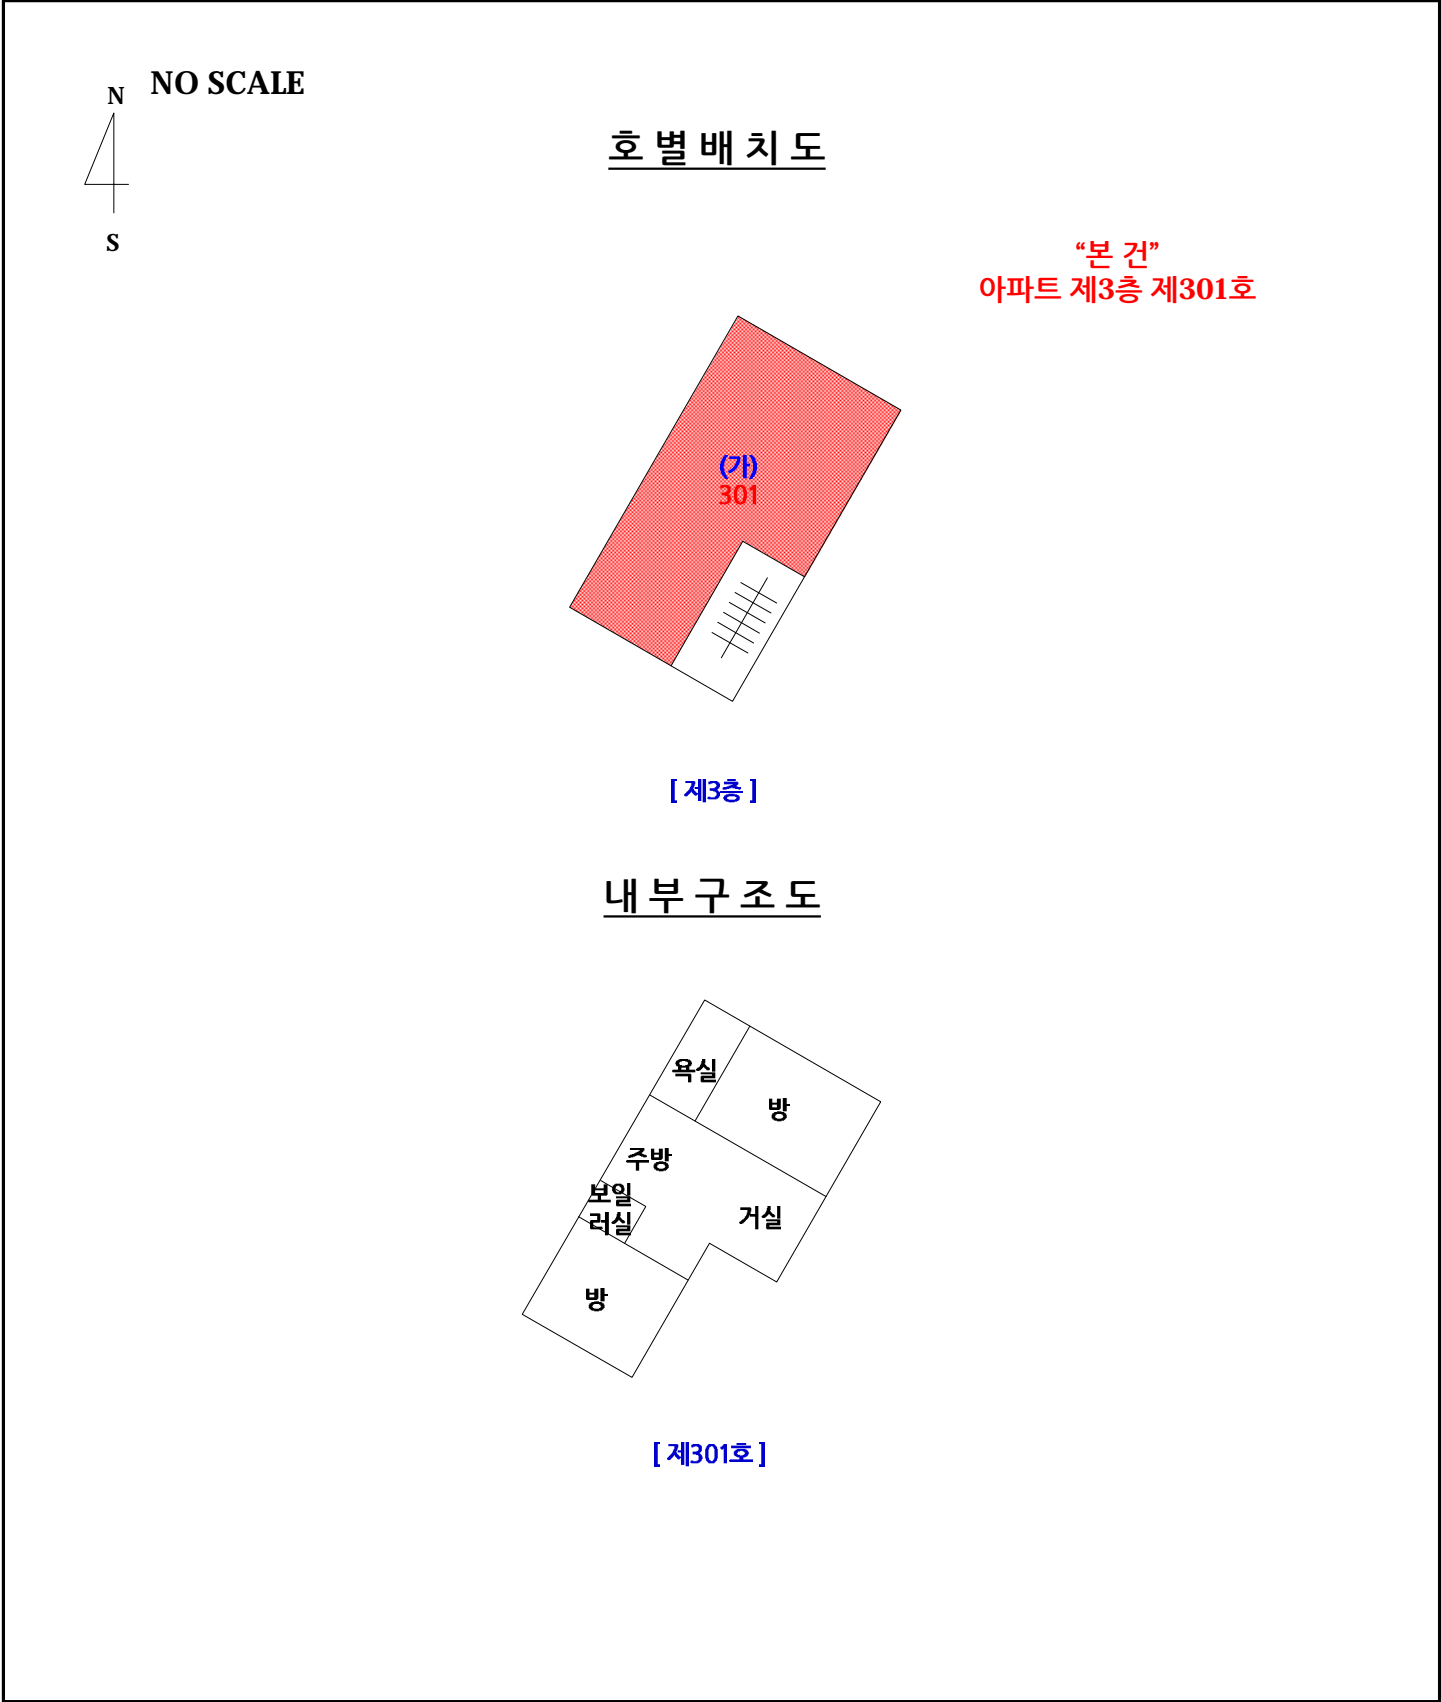 N
NO SCALE
S
호 별 배 치 도
“본 건”
아파트 제3층 제301호
(가)
301
[ 제3층 ]
내 부 구 조 도
욕실
방
주방
보일
러실
거실
방
[ 제301호 ]